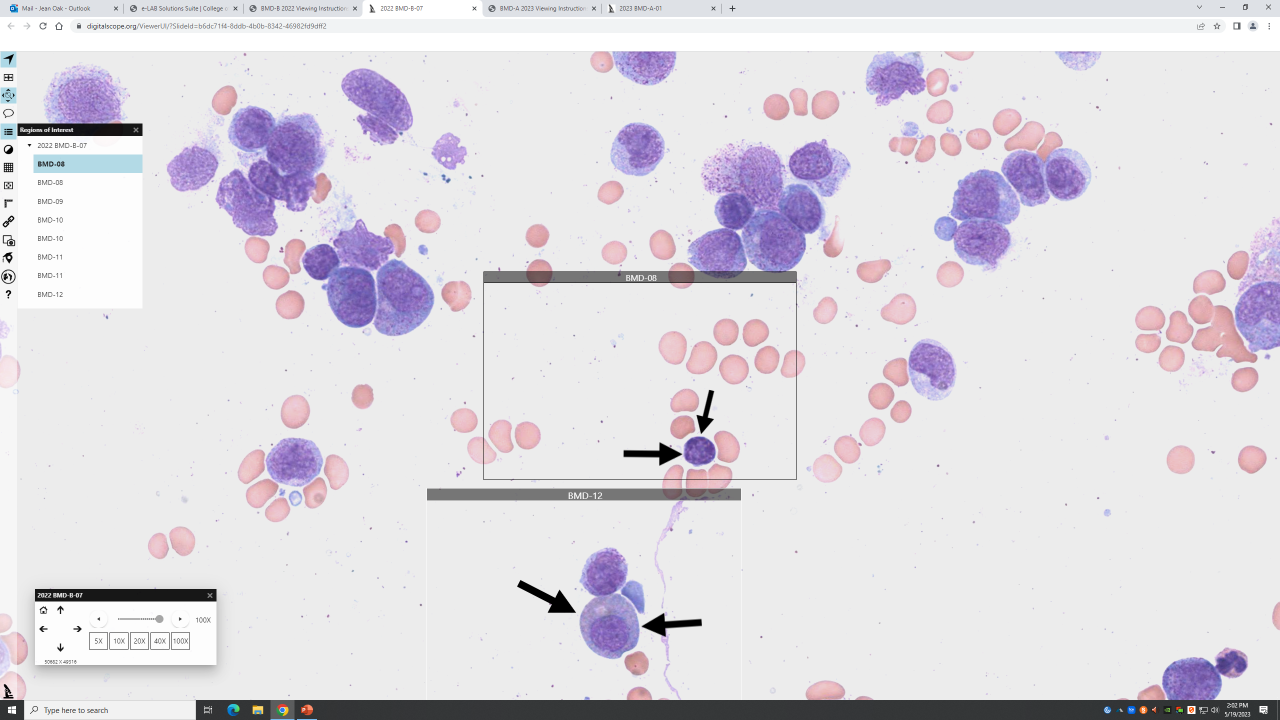 Mail - Jean Oak - Outlook
e-LAB Solutions Suite | College o
BMD-B 2022 Viewing Instruction
2022 BMD-B-07
BMD-A 2023 Viewing Instruction
2023 BMD-A-01
digitalscope.org/ViewerUI/?SlideId=b6dc71f4-8ddb-4b0b-8342-46982fd9dff2
Regions of Interest
2022 BMD-B-07
BMD-08
BMD-08
BMD-09
BMD-10
BMD-10
BMD-11
BMD-11
BMD-12
BMD-08
BMD-12
2022 BMD-B-07
100X
5X 10X 20X 40X 100X
50662 X 49316
Type here to search
2:02 PM
5/19/2023